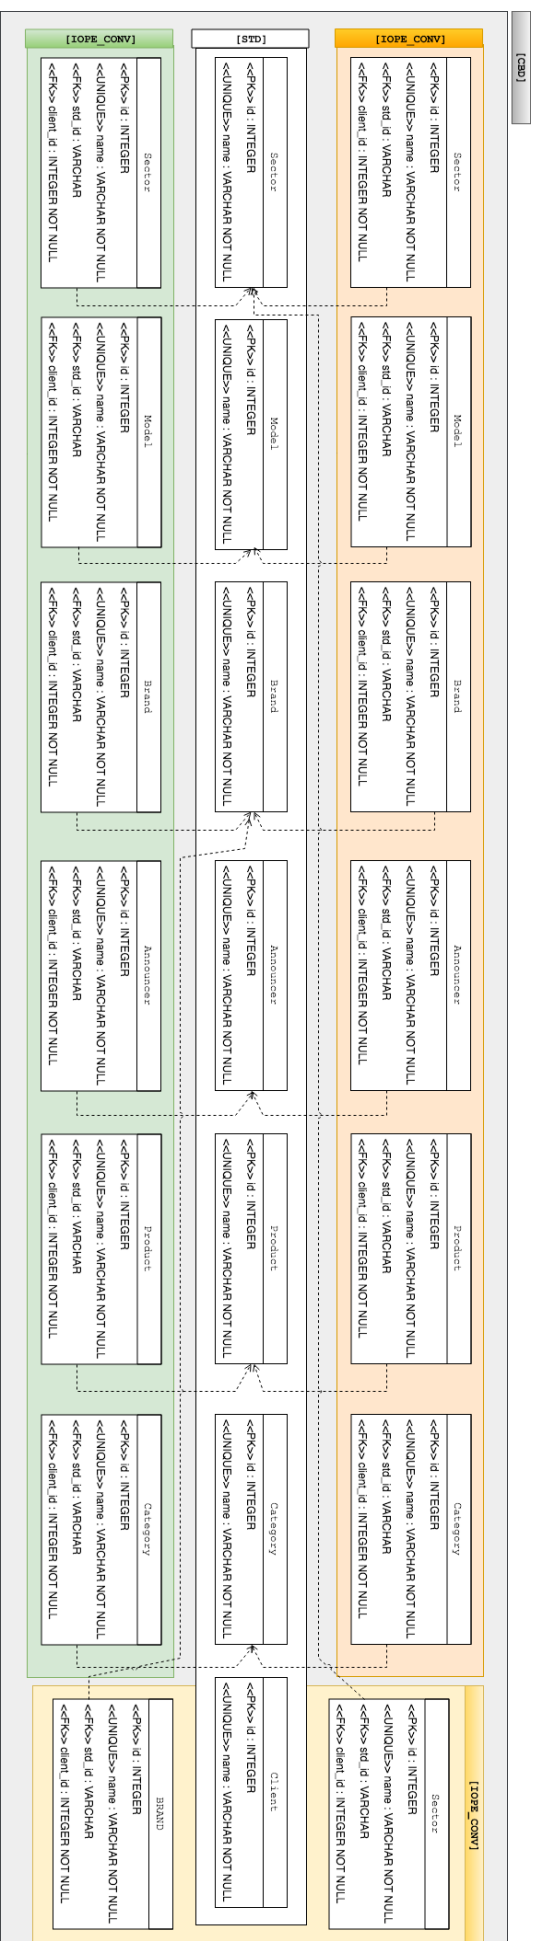 [CBD]
[IOPE_CONV]
Sector
<<PK>> id : INTEGER
<<UNIQUE>> name : VARCHAR NOT NULL
<<FK>> std_id : VARCHAR
<<FK>> client_id : INTEGER NOT NULL
Model
<<PK>> id : INTEGER
<<UNIQUE>> name : VARCHAR NOT NULL
<<FK>> std_id : VARCHAR
<<FK>> client_id : INTEGER NOT NULL
Brand
<<PK>> id : INTEGER
<<UNIQUE>> name : VARCHAR NOT NULL
<<FK>> std_id : VARCHAR
<<FK>> client_id : INTEGER NOT NULL
Announcer
<<PK>> id : INTEGER
<<UNIQUE>> name : VARCHAR NOT NULL
<<FK>> std_id : VARCHAR
<<FK>> client_id : INTEGER NOT NULL
Product
<<PK>> id : INTEGER
<<UNIQUE>> name : VARCHAR NOT NULL
<<FK>> std_id : VARCHAR
<<FK>> client_id : INTEGER NOT NULL
Category
<<PK>> id : INTEGER
<<UNIQUE>> name : VARCHAR NOT NULL
<<FK>> std_id : VARCHAR
<<FK>> client_id : INTEGER NOT NULL
[IOPE_CONV]
Sector
<<PK>> id : INTEGER
<<UNIQUE>> name : VARCHAR NOT NULL
<<FK>> std_id : VARCHAR
<<FK>> client_id : INTEGER NOT NULL
[STD]
Sector
<<PK>> id : INTEGER
<<UNIQUE>> name : VARCHAR NOT NULL
Model
<<PK>> id : INTEGER
<<UNIQUE>> name : VARCHAR NOT NULL
Brand
<<PK>> id : INTEGER
<<UNIQUE>> name : VARCHAR NOT NULL
Announcer
<<PK>> id : INTEGER
<<UNIQUE>> name : VARCHAR NOT NULL
Product
<<PK>> id : INTEGER
<<UNIQUE>> name : VARCHAR NOT NULL
Category
<<PK>> id : INTEGER
<<UNIQUE>> name : VARCHAR NOT NULL
Client
<<PK>> id : INTEGER
<<UNIQUE>> name : VARCHAR NOT NULL
[IOPE_CONV]
Sector
<<PK>> id : INTEGER
<<UNIQUE>> name : VARCHAR NOT NULL
<<FK>> std_id : VARCHAR
<<FK>> client_id : INTEGER NOT NULL
Model
<<PK>> id : INTEGER
<<UNIQUE>> name : VARCHAR NOT NULL
<<FK>> std_id : VARCHAR
<<FK>> client_id : INTEGER NOT NULL
Brand
<<PK>> id : INTEGER
<<UNIQUE>> name : VARCHAR NOT NULL
<<FK>> std_id : VARCHAR
<<FK>> client_id : INTEGER NOT NULL
Announcer
<<PK>> id : INTEGER
<<UNIQUE>> name : VARCHAR NOT NULL
<<FK>> std_id : VARCHAR
<<FK>> client_id : INTEGER NOT NULL
Product
<<PK>> id : INTEGER
<<UNIQUE>> name : VARCHAR NOT NULL
<<FK>> std_id : VARCHAR
<<FK>> client_id : INTEGER NOT NULL
Category
<<PK>> id : INTEGER
<<UNIQUE>> name : VARCHAR NOT NULL
<<FK>> std_id : VARCHAR
<<FK>> client_id : INTEGER NOT NULL
BRAND
<<PK>> id : INTEGER
<<UNIQUE>> name : VARCHAR NOT NULL
<<FK>> std_id : VARCHAR
<<FK>> client_id : INTEGER NOT NULL